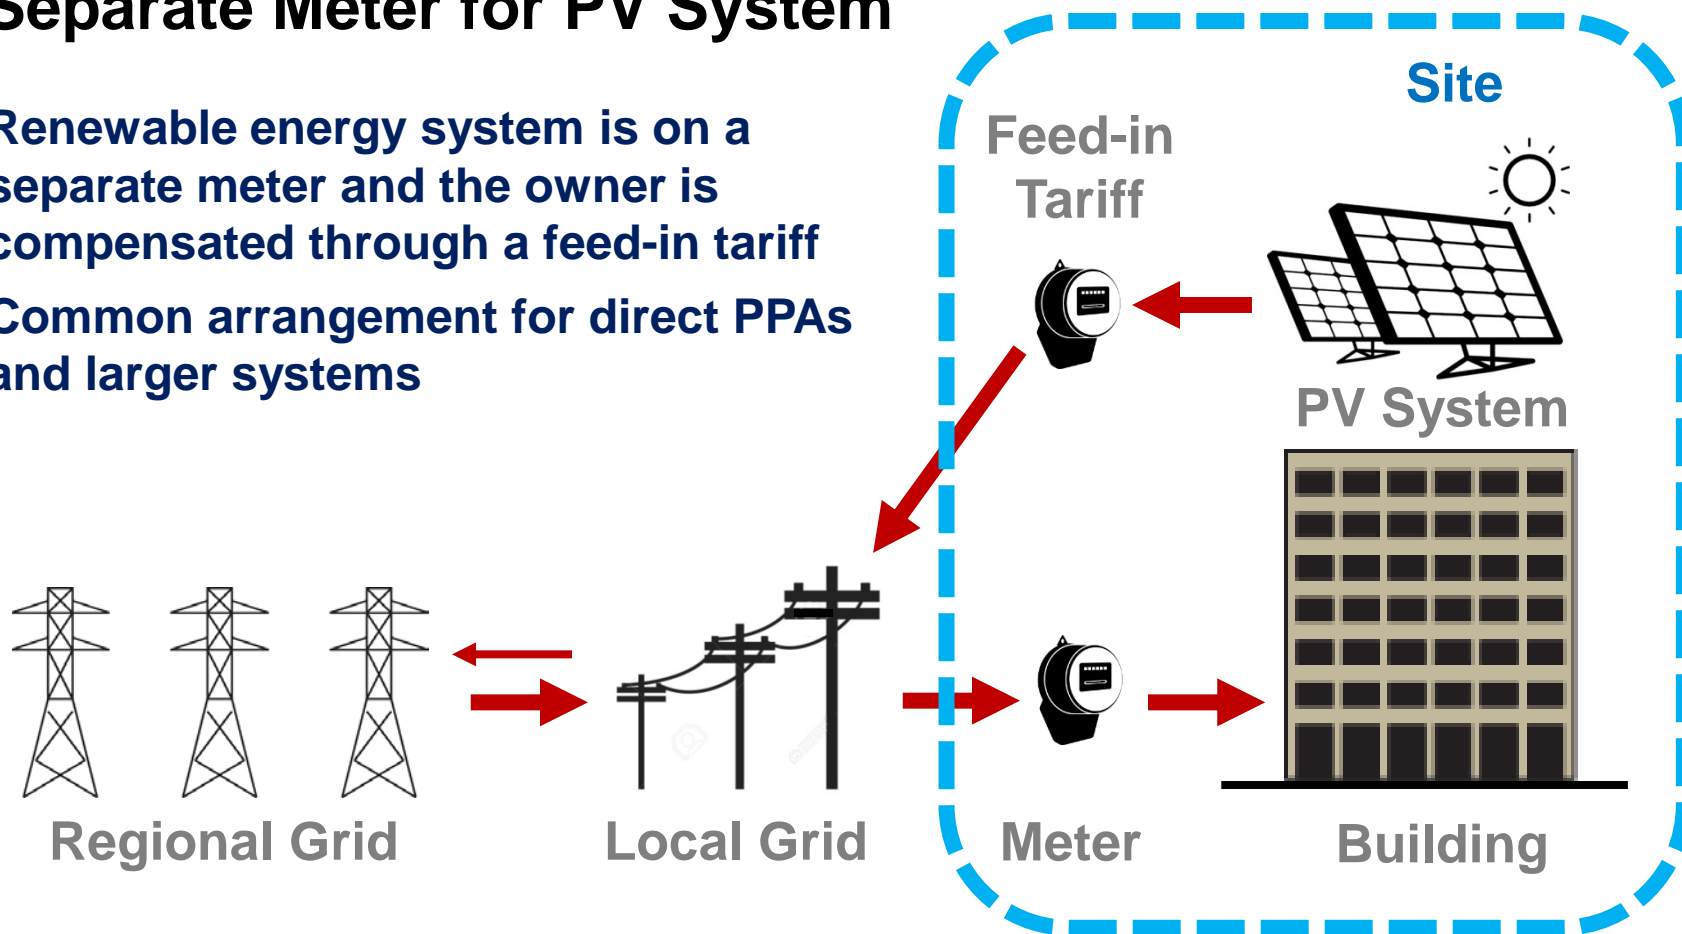 Separate Meter for PV System
Renewable energy system is on a
separate meter and the owner is
compensated through a feed-in tariff
Common arrangement for direct PPAs
and larger systems
Site
Feed-in
Tariff
PV System
Regional Grid
Local Grid
Meter
Building